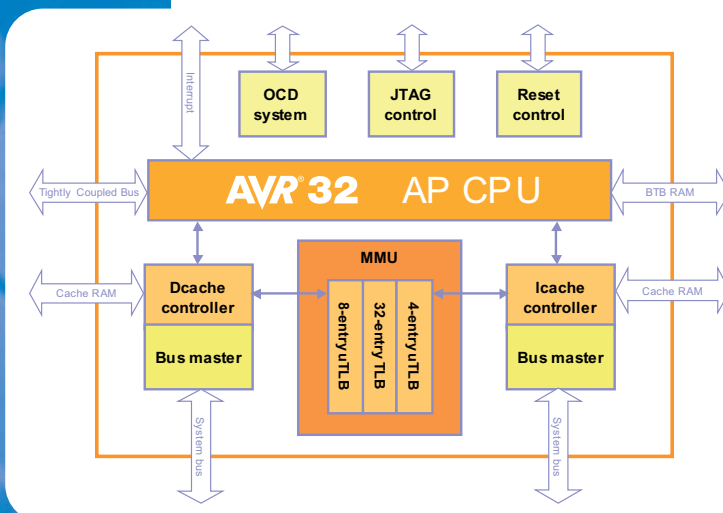 Interrupt
OCD
system
JTAG
control
Reset
control
Tightly Coupled Bus
AVR®32 AP CPU
BTB RAM
MMU
Cache RAM
Dcache
controller
Bus master
8-entry uTLB
32-entry TLB
4-entry uTLB
Icache
controller
Bus master
Cache RAM
System bus
System bus